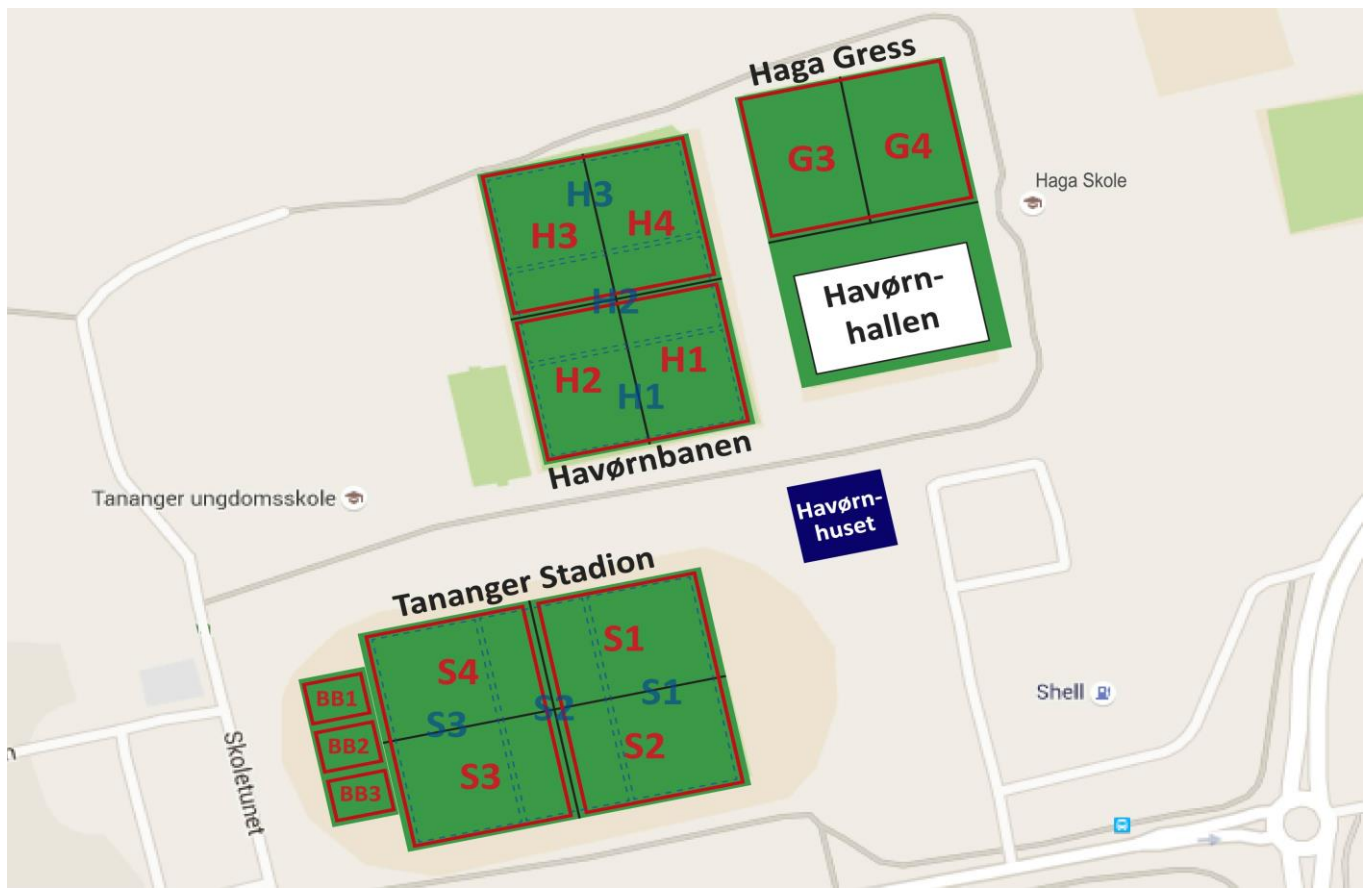 Haga Gress
G3
G4
Haga Skole
H3
H3
H4
Havørn-
hallen
H2
H1
H2
H1
Havørnbanen
Tananger ungdomsskole
Havørn-
huset
Tananger Stadion
S1
S4
BB1
S1
Shell
S2
S3
BB2
S2
Skoletunet
S3
BB3
n